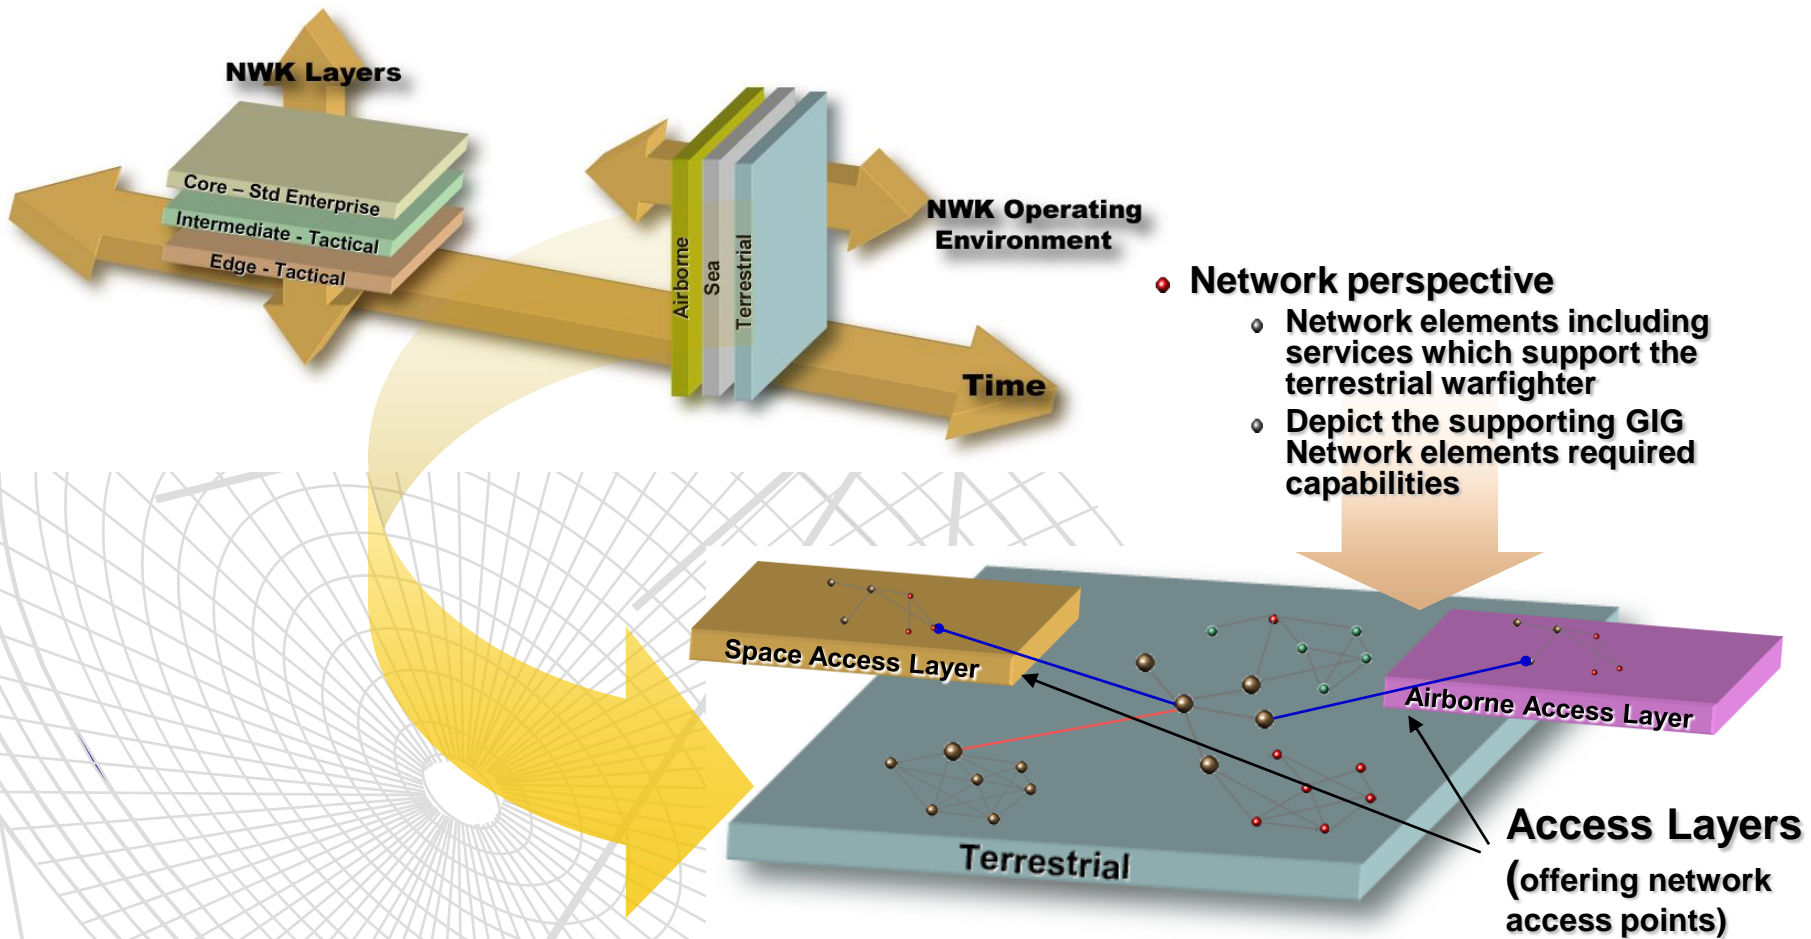 NWK Layers
Core – Std Enterprise
Intermediate - Tactical
Edge - Tactical
Airborne
Sea
Terrestrial
NWK Operating
Environment
Time
Network perspective
Network elements including
services which support the
terrestrial warfighter
Depict the supporting GIG
Network elements required
capabilities
Space Access Layer
Airborne Access Layer
Terrestrial
Access Layers
(offering network
access points)